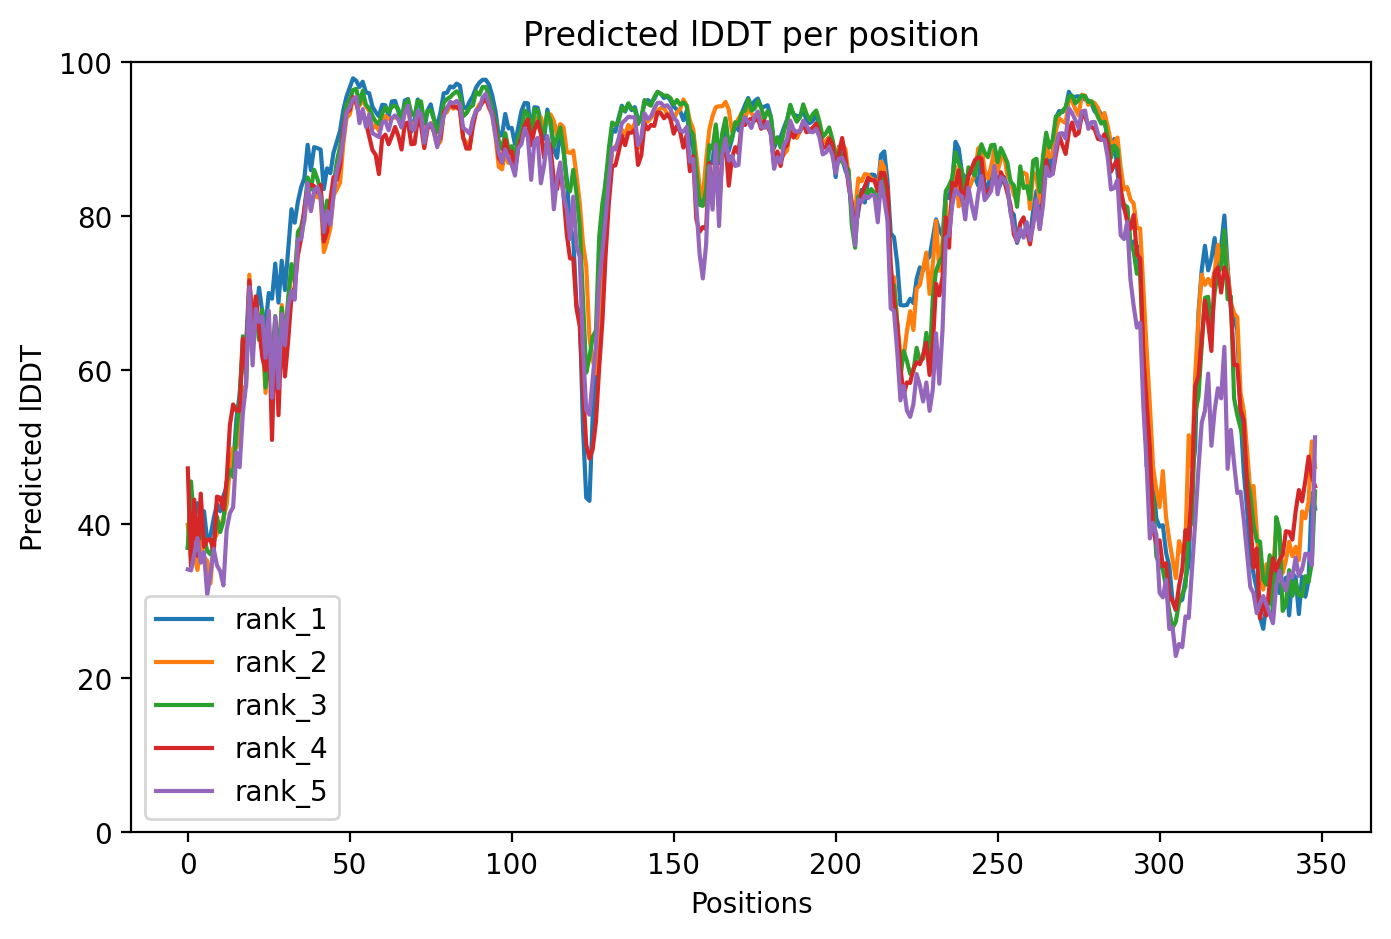 Predicted lDDT per position
100
80
60
40
20
0
Predicted lDDT
rank_1
rank_2
rank_3
rank_4
rank_5
0 50 100 150 200 250 300 350
Positions